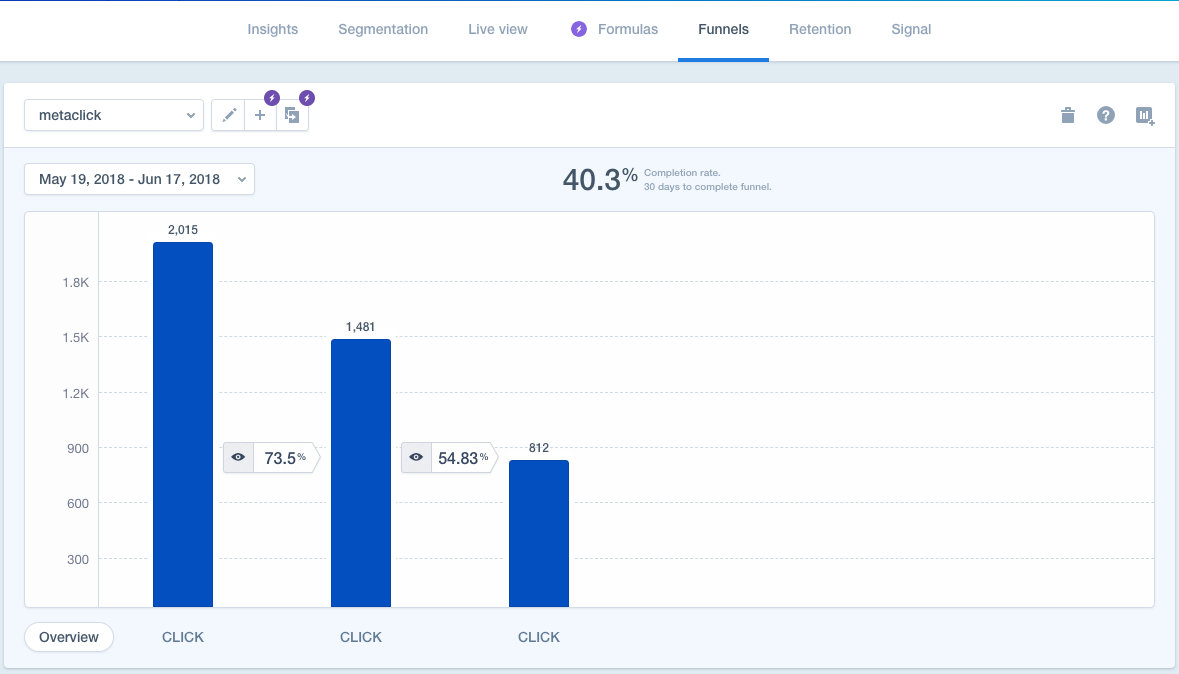 Insights Segmentation Live view Formulas Funnels Retention Signal
metaclick
May 19, 2018 - Jun 17, 2018
40.3% Completion rate.
30 days to complete funnel.
2,015
1.8K
1,481
1.5K
1.2K
900
812
73.5%
54.83%
600
300
Overview CLICK CLICK CLICK